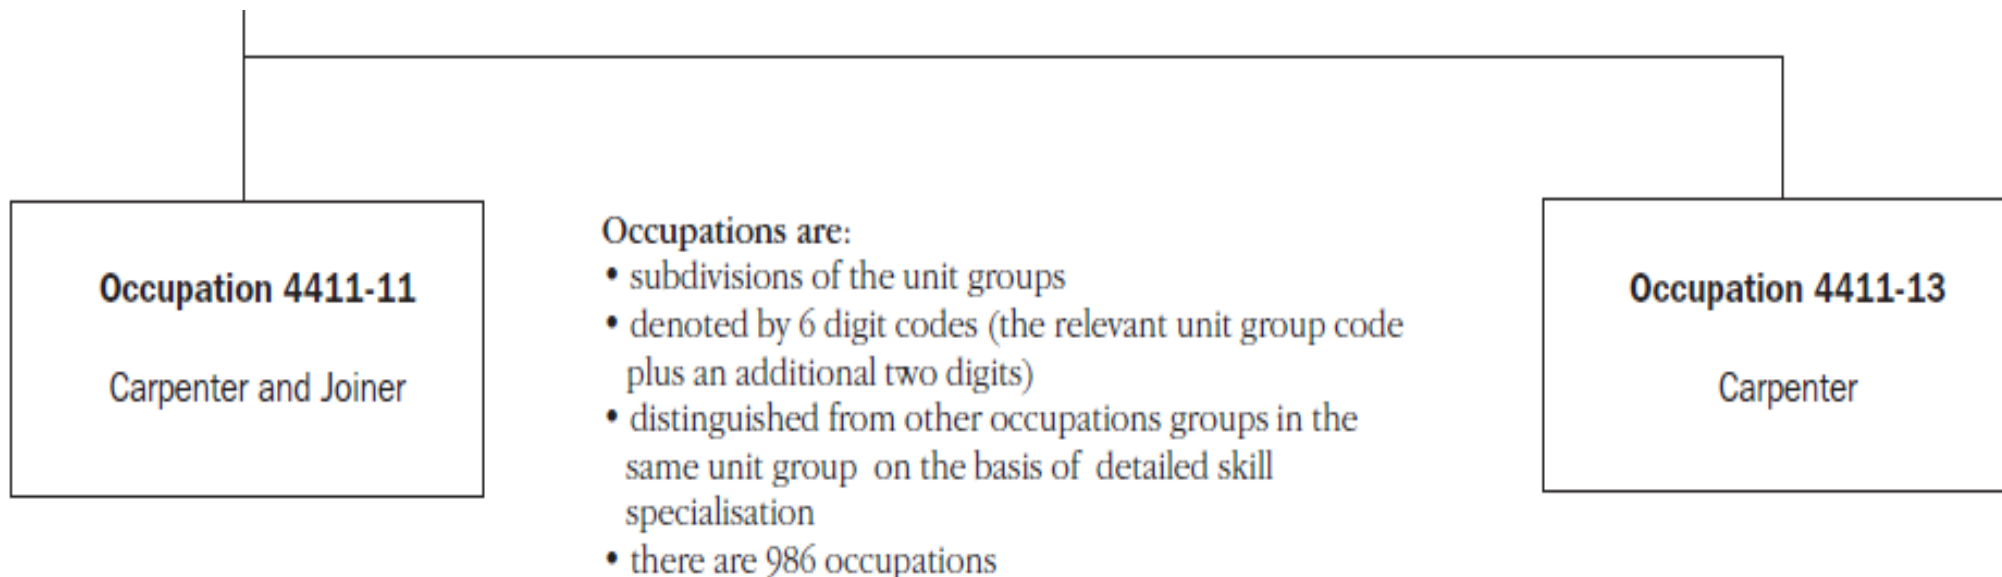 Occupation 4411-11
Carpenter and Joiner
Occupations are:
• subdivisions of the unit groups
• denoted by 6 digit codes (the relevant unit group code
plus an additional two digits)
• distinguished from other occupations groups in the
same unit group on the basis of detailed skill
specialisation
• there are 986 occupations
Occupation 4411-13
Carpenter